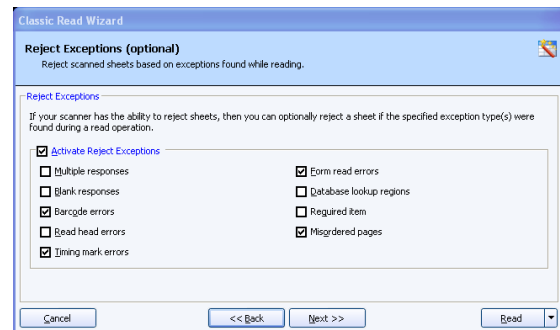 Classic Read Wizard
Reject Exceptions (optional)
Reject scanned sheets based on exceptions found while reading.
Reject Exceptions
If your scanner has the ability to reject sheets, then you can optionally reject a sheet if the specified exception type(s) were
found during a read operation.
Activate Reject Exceptions
Multiple responses
Form read errors
Blank responses
Database lookup regions
Barcode errors
Required item
Read head errors
Misordered pages
Timing mark errors
Cancel
<< Back
Next >>
Read